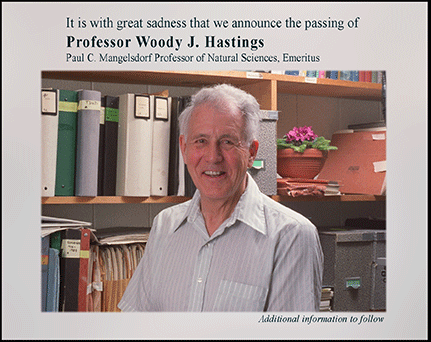 It is with great sadness that we announce the passing of
Professor Woody J. Hastings
Paul C. Mangelsdorf Professor of Natural Sciences, Emeritus
Additional information to follow